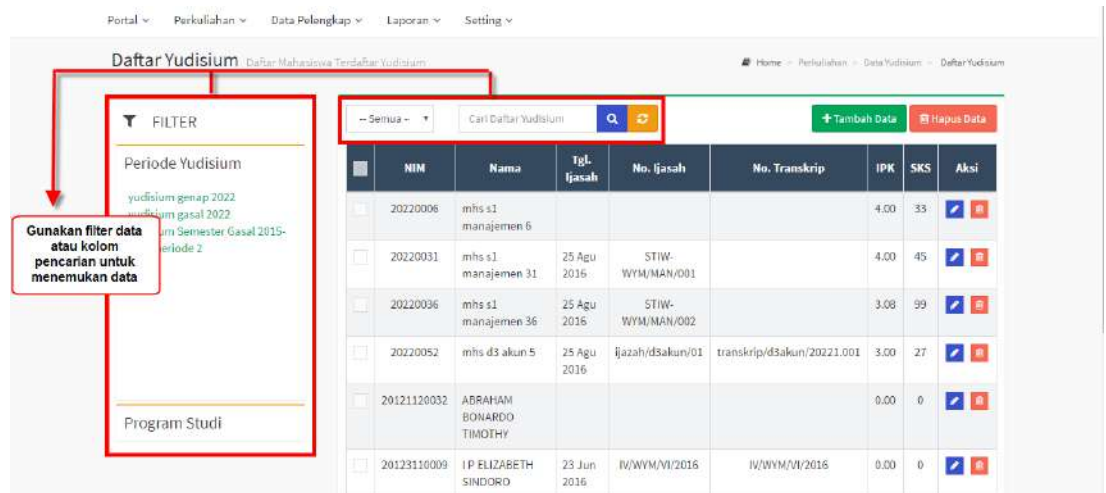 Portal Perkuliahan Data Pelengkap Laporan Setting
Daftar Yudisium Daftar Mahasiswa Terdaftar Yudisium
Home Perkuliahan Data Yudisium Daftar Yudisium
FILTER
Periode Yudisium
yudisium genap 2022
yudisium gasal 2022
Semester Gasal 2015-
eriode 2
Gunakan filter data
atau kolom
pencarian untuk
menemukan data
Program Studi
-- Semua -- Cari Daftar Yudisium
+ Tambah Data Hapus Data
NIM Nama Tgl. Ijasah No. Ijasah No. Transkrip IPK SKS Aksi
20220006 mhs s1 4.00 33
manajemen 6
20220031 mhs s1 25 Agu STIW- 4.00 45
manajemen 31 2016 WYM/MAN/001
20220036 mhs s1 25 Agu STIW- 3.08 99
manajemen 36 2016 WYM/MAN/002
20220052 mhs d3 akun 5 25 Agu ijazah/d3akun/01 transkrip/d3akun/20221.001 3.00 27
2016
20121120032 ABRAHAM 0.00 0
BONARDO
TIMOTHY
20123110009 I P ELIZABETH 23 Jun IV/WYM/VI/2016 IV/WYM/VI/2016 0.00 0
SINDORO 2016